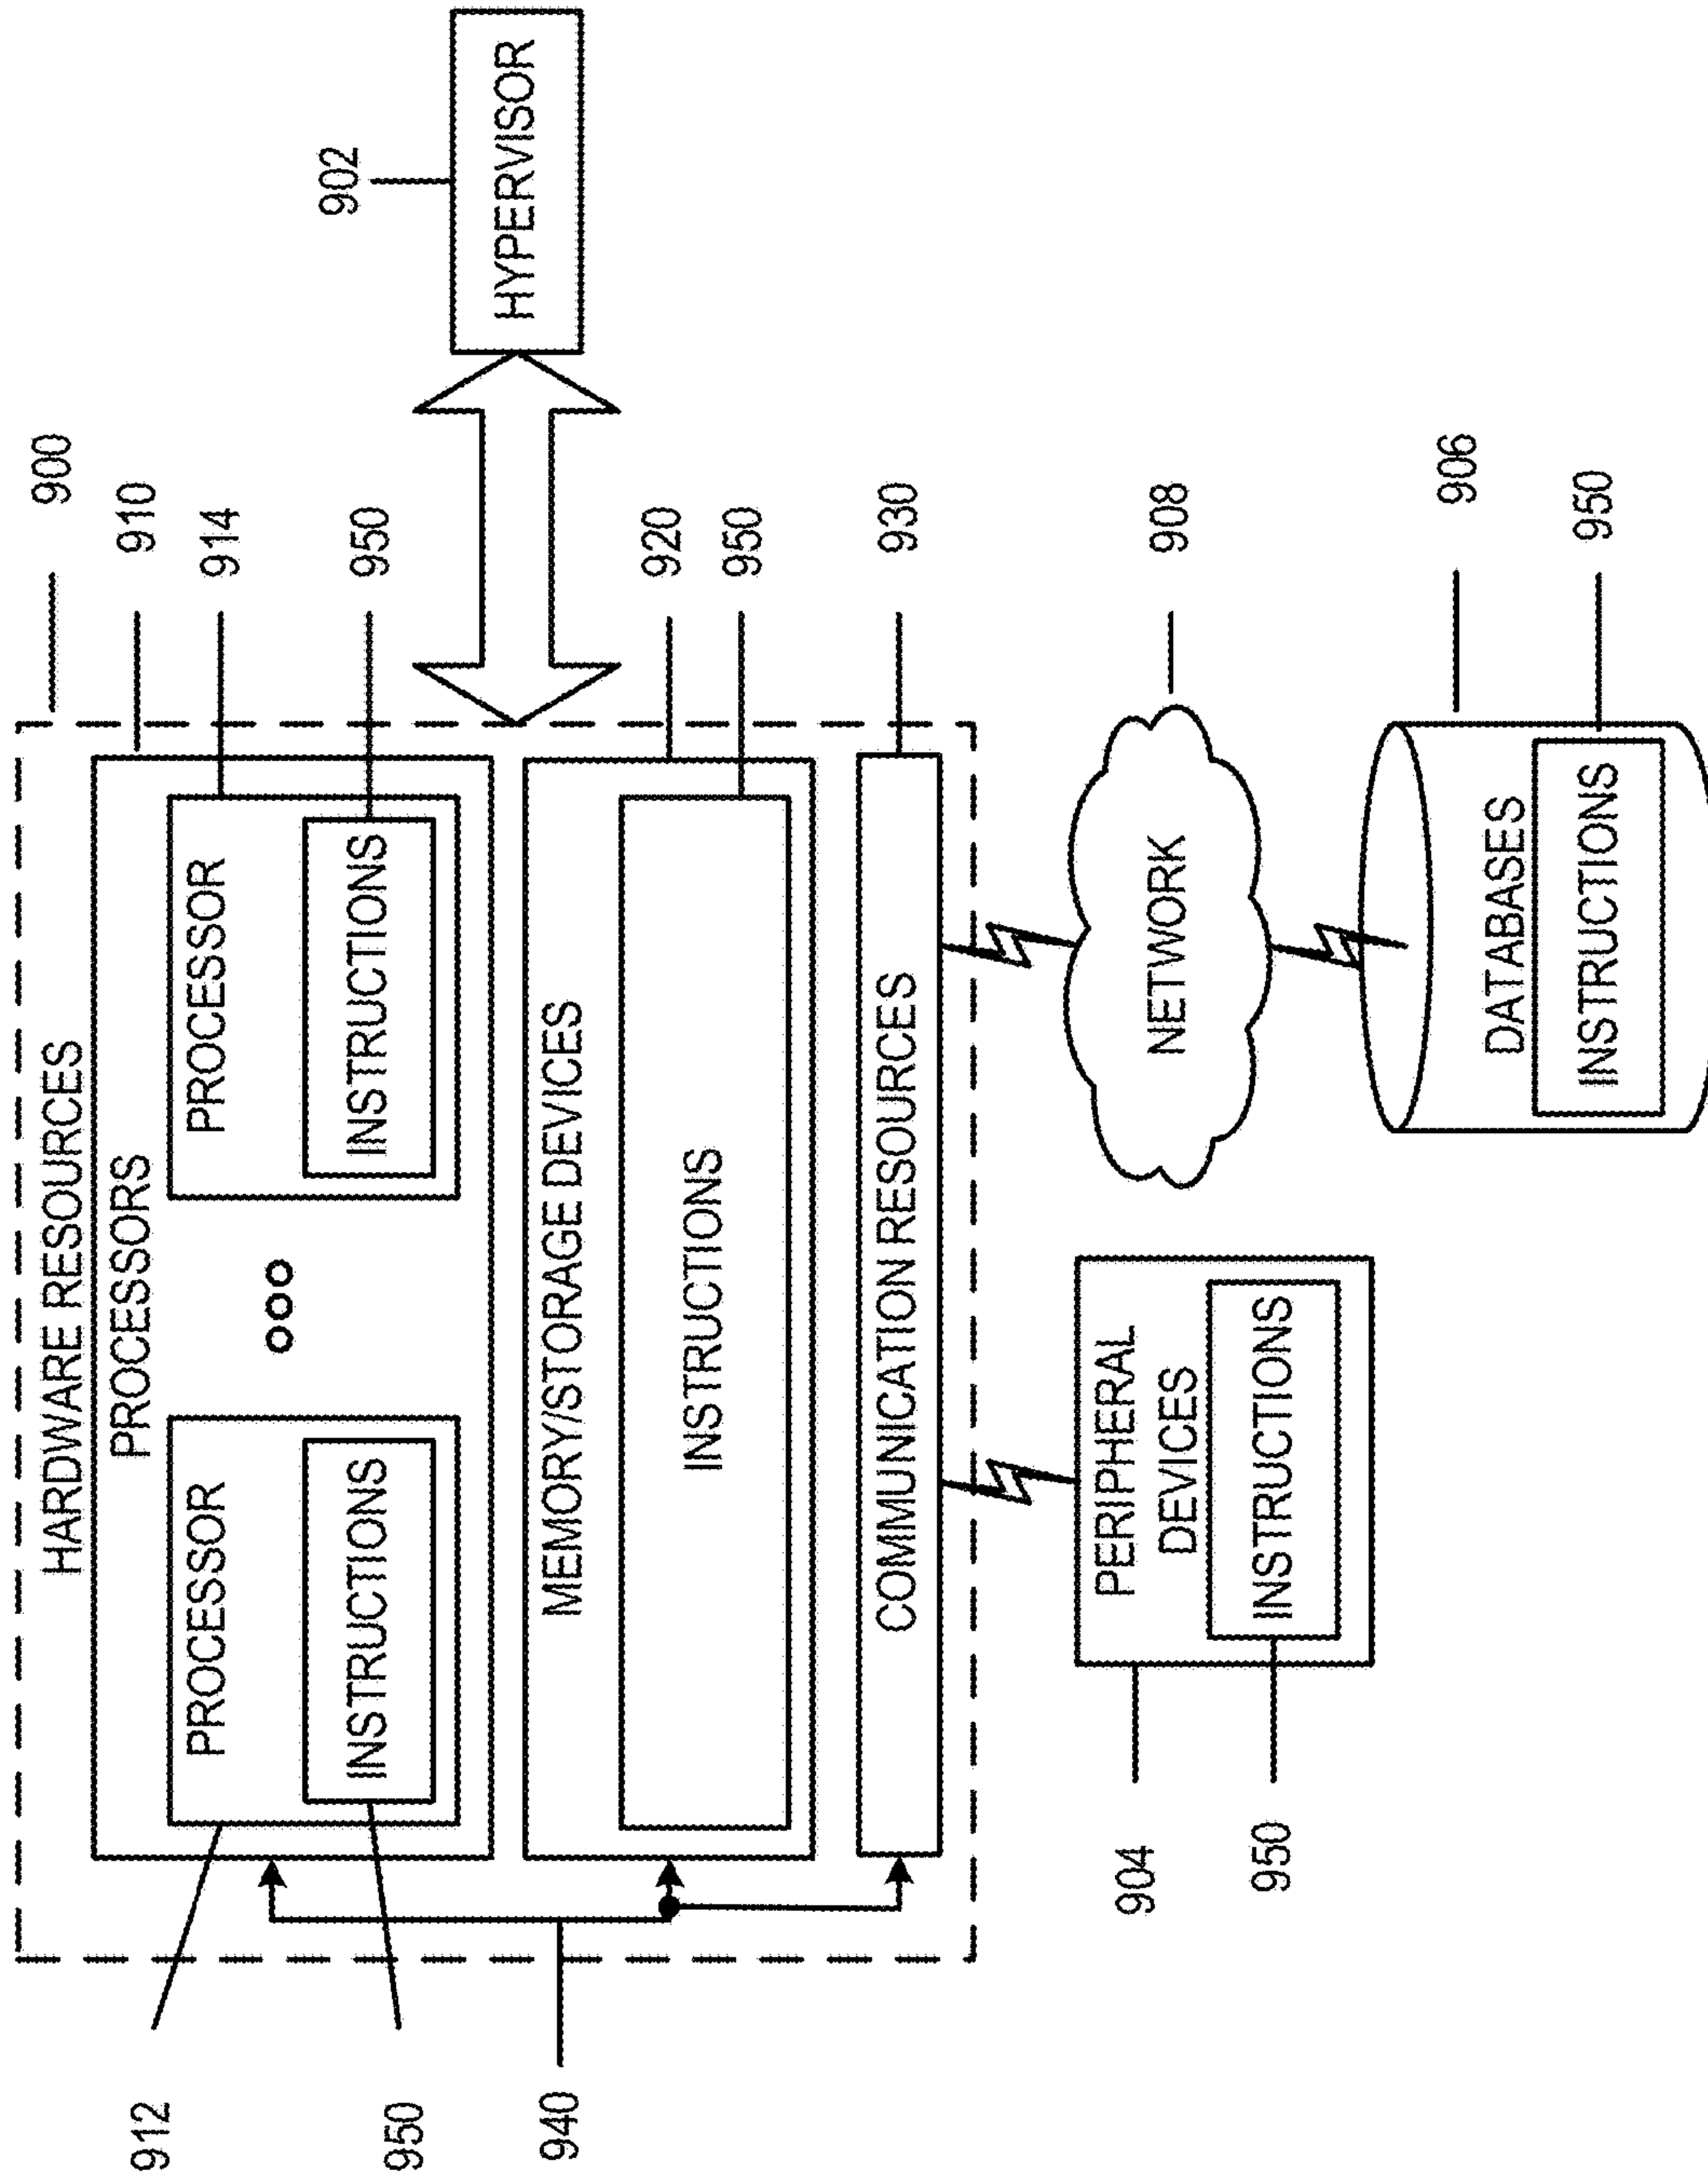 HARDWARE RESOURCES
900
PROCESSORS
910
PROCESSOR
PROCESSOR
914
912
INSTRUCTIONS
INSTRUCTIONS
950
950
902
HYPERVISOR
MEMORY/STORAGE DEVICES
920
INSTRUCTIONS
950
940
COMMUNICATION RESOURCES
930
PERIPHERAL
DEVICES
904
INSTRUCTIONS
950
NETWORK
908
906
DATABASES
INSTRUCTIONS
950